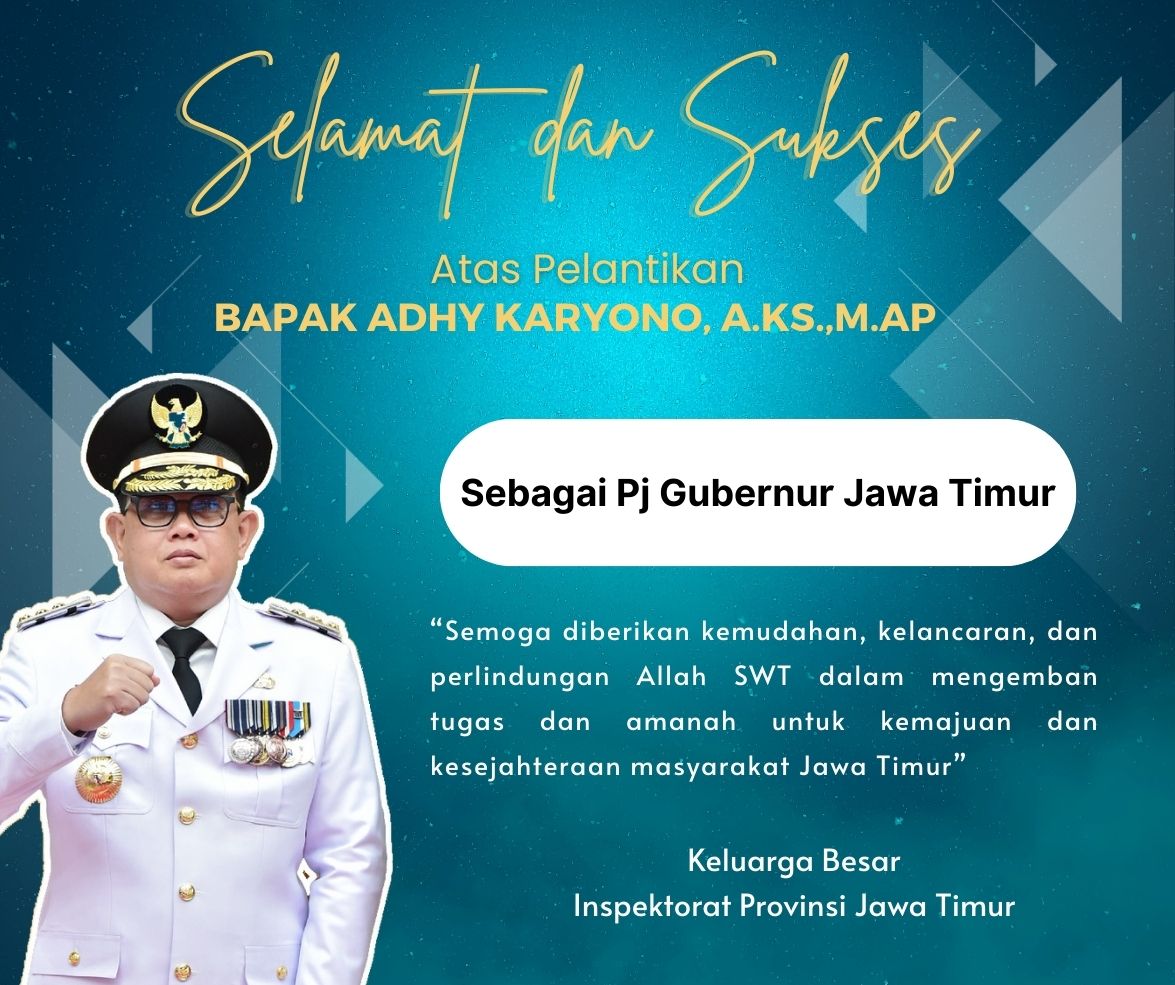 Selamat dan Sukses
Atas Pelantikan
BAPAK ADHY KARYONO, A.KS.,M.AP
Sebagai Pj Gubernur Jawa Timur
“Semoga diberikan kemudahan, kelancaran, dan
perlindungan Allah SWT dalam mengemban
tugas dan amanah untuk kemajuan dan
kesejahteraan masyarakat Jawa Timur”
Keluarga Besar
Inspektorat Provinsi Jawa Timur